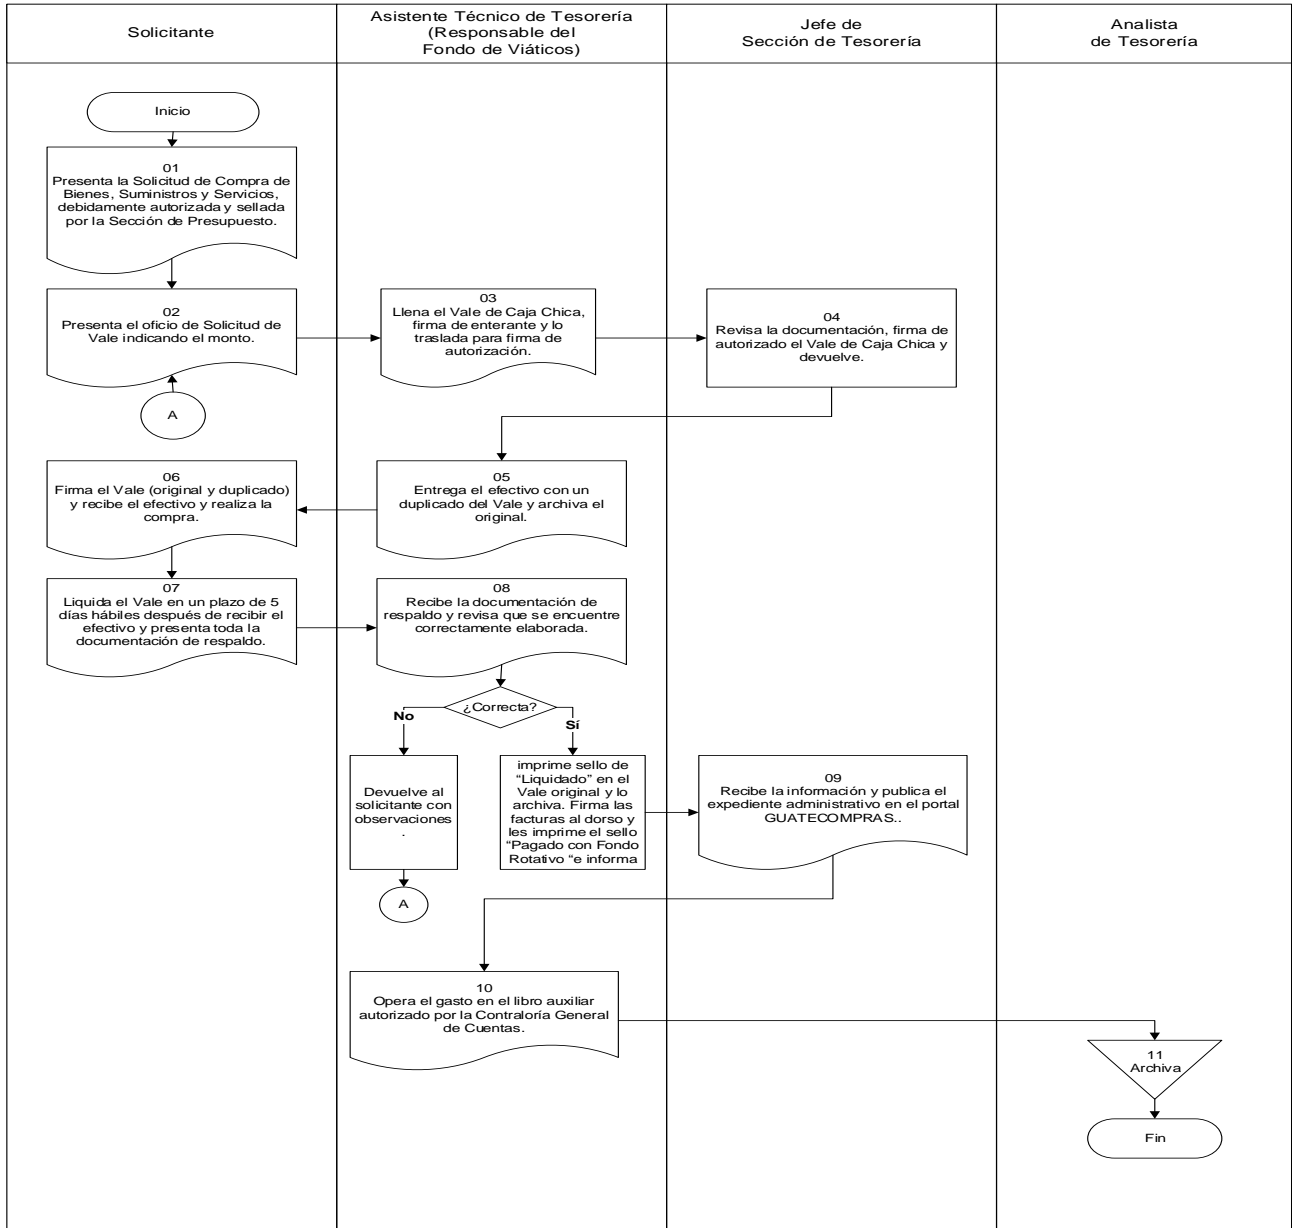 Solicitante
Asistente Técnico de Tesorería
(Responsable del
Fondo de Viáticos)
Jefe de
Sección de Tesorería
Analista
de Tesorería
Inicio
01
Presenta la Solicitud de Compra de
Bienes, Suministros y Servicios,
debidamente autorizada y sellada
por la Sección de Presupuesto.
02
Presenta el oficio de Solicitud de
Vale indicando el monto.
03
Llena el Vale de Caja Chica,
firma de enterante y lo
traslada para firma de
autorización.
04
Revisa la documentación, firma de
autorizado el Vale de Caja Chica y
devuelve.
A
06
Firma el Vale (original y duplicado)
y recibe el efectivo y realiza la
compra.
05
Entrega el efectivo con un
duplicado del Vale y archiva el
original.
07
Liquida el Vale en un plazo de 5
días hábiles después de recibir el
efectivo y presenta toda la
documentación de respaldo.
08
Recibe la documentación de
respaldo y revisa que se encuentre
correctamente elaborada.
¿Correcta?
No
Sí
Devuelve al
solicitante con
observaciones
.
imprime sello de
“Liquidado” en el
Vale original y lo
archiva. Firma las
facturas al dorso y
les imprime el sello
“Pagado con Fondo
Rotativo “e informa
09
Recibe la información y publica el
expediente administrativo en el portal
GUATECOMPRAS..
A
10
Opera el gasto en el libro auxiliar
autorizado por la Contraloría General
de Cuentas.
11
Archiva
Fin